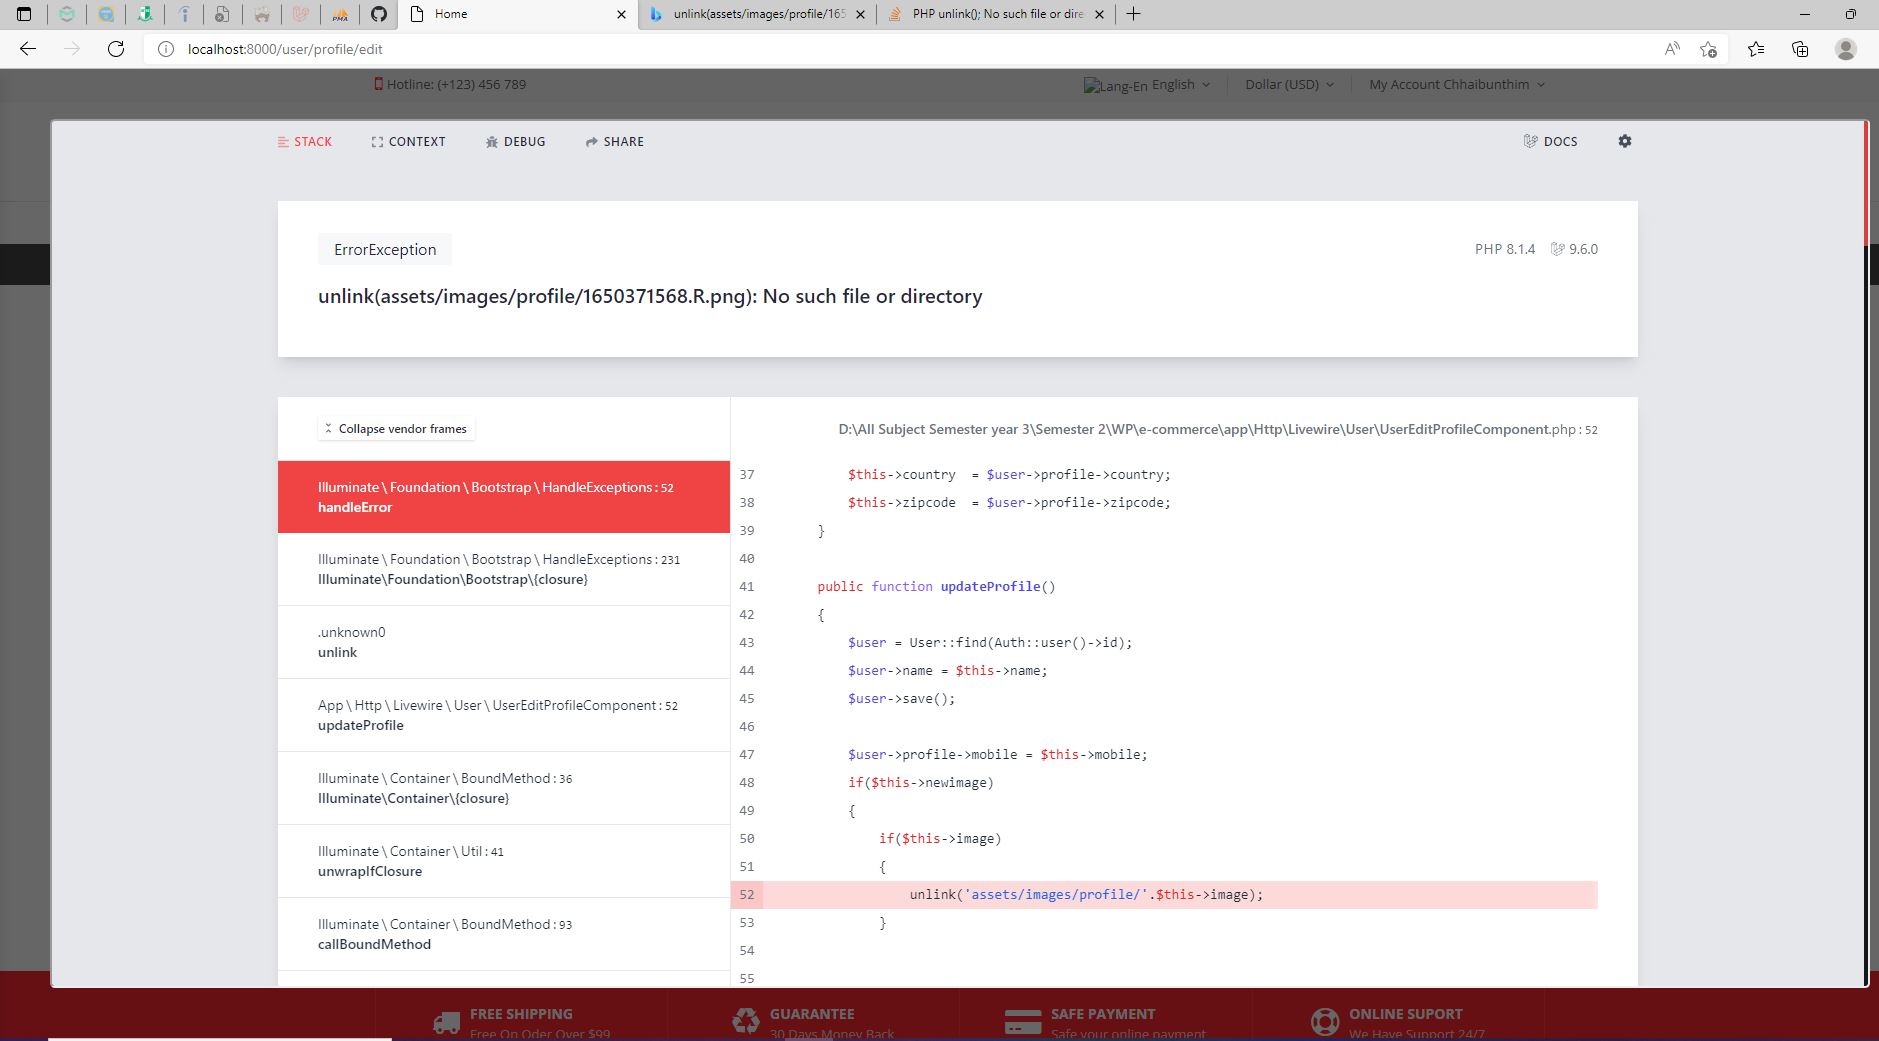 Home
unlink(assets/images/profile/165
PHP unlink(); No such file or dire
localhost:8000/user/profile/edit
Hotline: (+123) 456 789
Lang-En English
Dollar (USD)
My Account Chhaibunthim
STACK
CONTEXT
DEBUG
SHARE
DOCS
ErrorException
PHP 8.1.4
9.6.0
unlink(assets/images/profile/1650371568.R.png): No such file or directory
Collapse vendor frames
Illuminate\Foundation\Bootstrap\HandleExceptions:52
handleError
Illuminate\Foundation\Bootstrap\HandleExceptions:231
Illuminate\Foundation\Bootstrap\{closure}
.unknown0
unlink
App\Http\Livewire\User\UserEditProfileComponent:52
updateProfile
Illuminate\Container\BoundMethod:36
Illuminate\Container\{closure}
Illuminate\Container\Util:41
unwrapIfClosure
Illuminate\Container\BoundMethod:93
callBoundMethod
D:\All Subject Semester year 3\Semester 2\WP\e-commerce\app\Http\Livewire\User\UserEditProfileComponent.php:52
37 $this->country = $user->profile->country;
38 $this->zipcode = $user->profile->zipcode;
39 }
40
41 public function updateProfile()
42 {
43 $user = User::find(Auth::user()->id);
44 $user->name = $this->name;
45 $user->save();
46
47 $user->profile->mobile = $this->mobile;
48 if($this->newimage)
49 {
50 if($this->image)
51 {
52 unlink('assets/images/profile/'.$this->image);
53 }
54
55
FREE SHIPPING
Free On Oder Over $99
GUARANTEE
30 Days Money Back
SAFE PAYMENT
Safe your online payment
ONLINE SUPORT
We Have Support 24/7